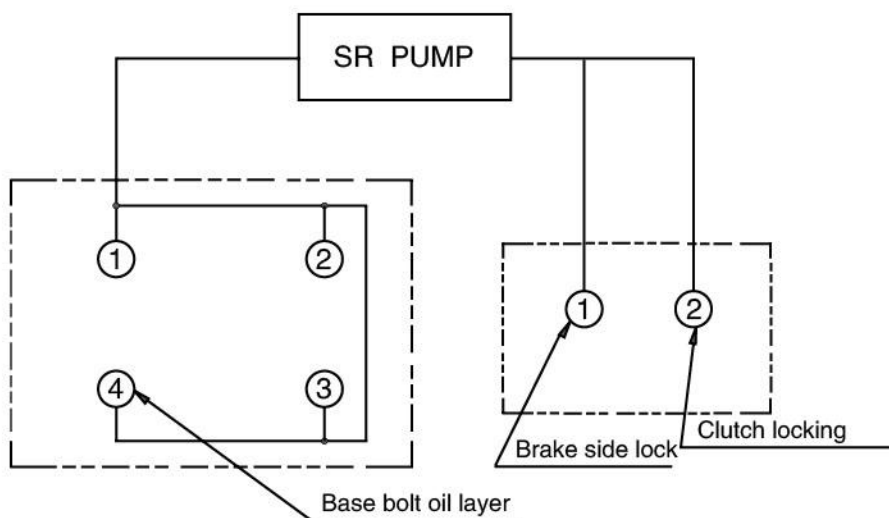 SR PUMP
1
2
1
2
4
3
Clutch locking
Brake side lock
Base bolt oil layer